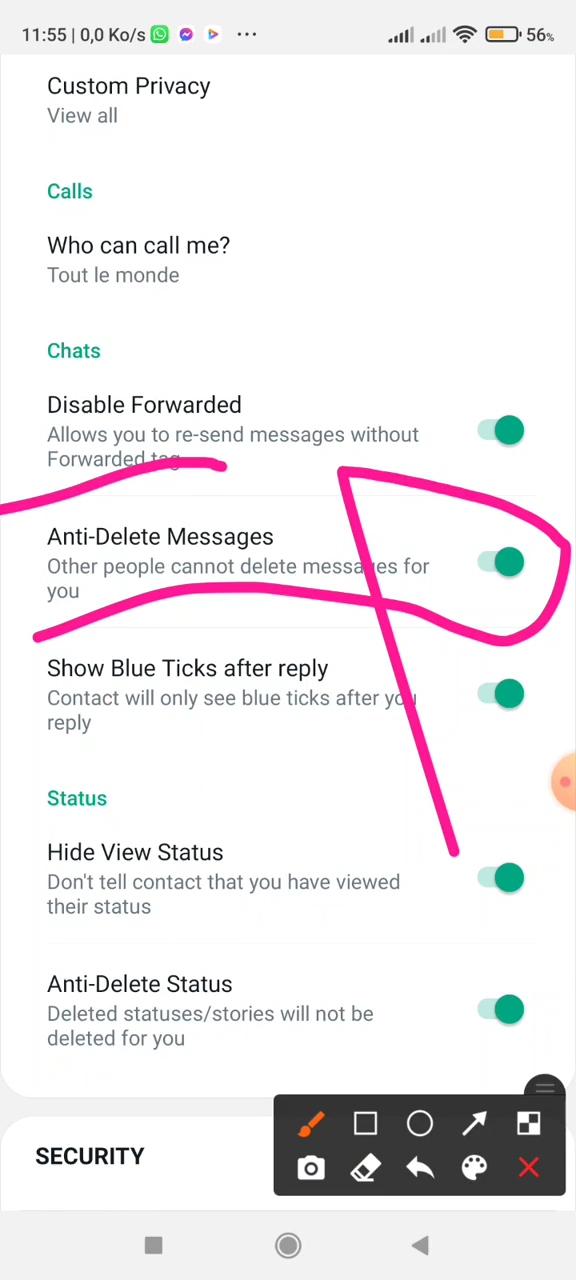 11:55 | 0,0 Ko/s ... 56%
Custom Privacy
View all
Calls
Who can call me?
Tout le monde
Chats
Disable Forwarded
Allows you to re-send messages without
Forwarded tag
Anti-Delete Messages
Other people cannot delete messages for
you
Show Blue Ticks after reply
Contact will only see blue ticks after you
reply
Status
Hide View Status
Don't tell contact that you have viewed
their status
Anti-Delete Status
Deleted statuses/stories will not be
deleted for you
SECURITY